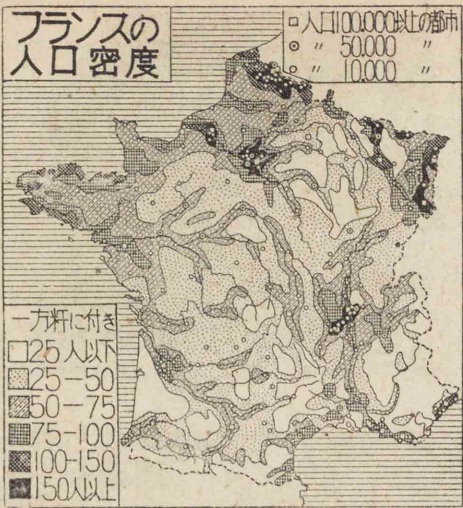 フランスの
人口密度
□人口100.000以上の都市
◎ 〃 50.000 〃
○ 〃 10.000 〃
一方粁に付き
25人以下
25—50
50—75
75—100
100—150
150人以上